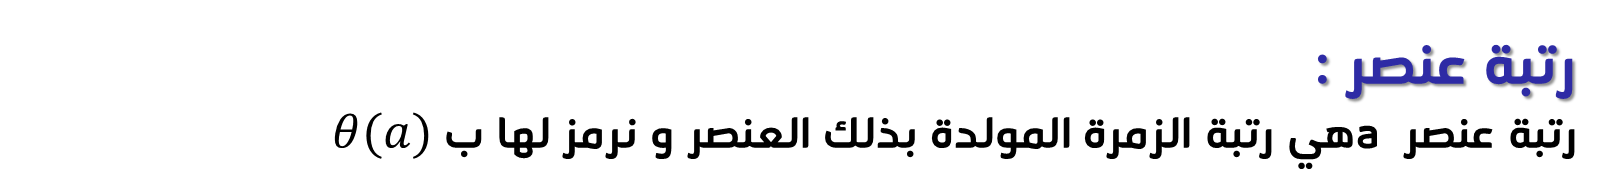 رتبة عنصر :
رتبة عنصر aهي رتبة الزمرة المولدة بذلك العنصر و نرمز لها ب θ(a)